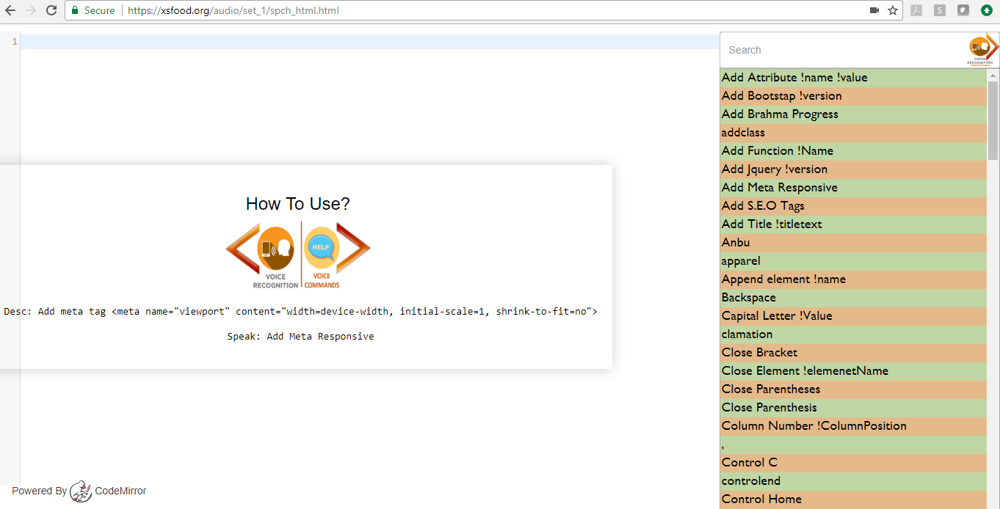 Secure
https://xsfood.org/audio/set_1/spch_html.html
S
1
Search
VOICE
RECOGNITION
Add Attribute !name !value
Add Bootstap !version
Add Brahma Progress
addclass
Add Function !Name
Add Jquery !version
Add Meta Responsive
Add S.E.O Tags
Add Title !titletext
Anbu
apparel
Append element !name
Backspace
Capital Letter !Value
clamation
Close Bracket
Close Element !elemenetName
Close Parentheses
Close Parenthesis
Column Number !ColumnPosition
,
Control C
controlend
Control Home
How To Use?
HELP
VOICE
RECOGNITION
VOICE
COMMANDS
Desc: Add meta tag <meta name="viewport" content="width=device-width, initial-scale=1, shrink-to-fit=no">
Speak: Add Meta Responsive
Powered By CodeMirror